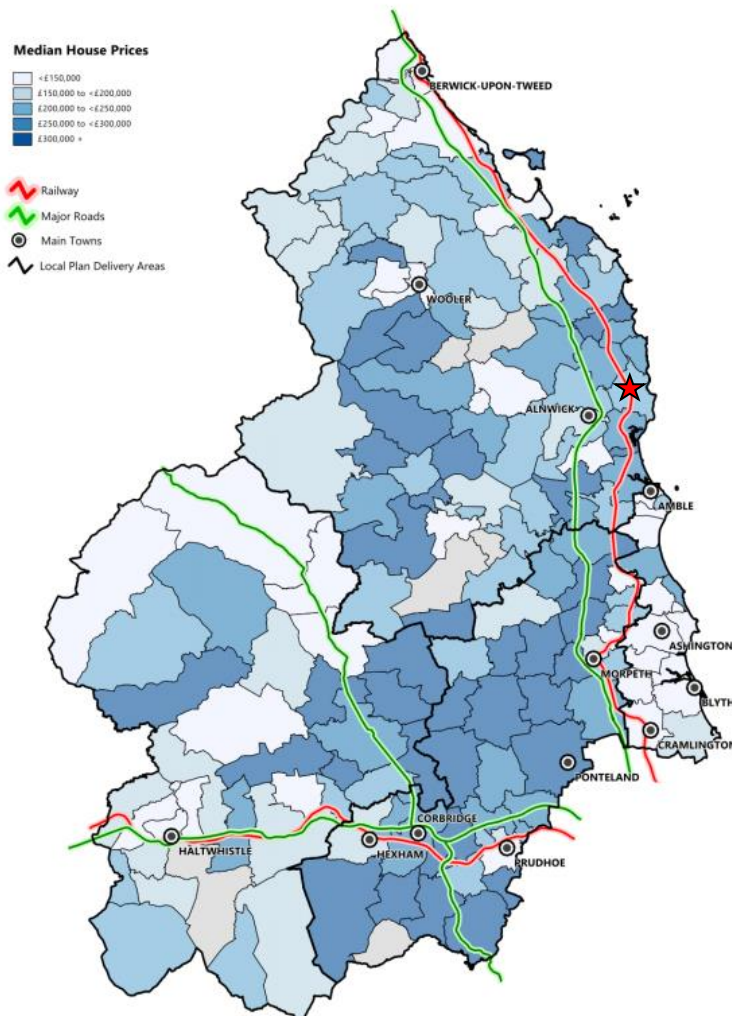 Median House Prices
<£150,000
£150,000 to <£200,000
£200,000 to <£250,000
£250,000 to <£300,000
£300,000 +
Railway
Major Roads
Main Towns
Local Plan Delivery Areas
BERWICK-UPON-TWEED
WOOLER
ALNWICK
AMBLE
ASHINGTON
MORPETH
BLYTH
CRAMLINGTON
PONTELAND
CORBRIDGE
HALTWHISTLE
HEXHAM
PRUDHOE